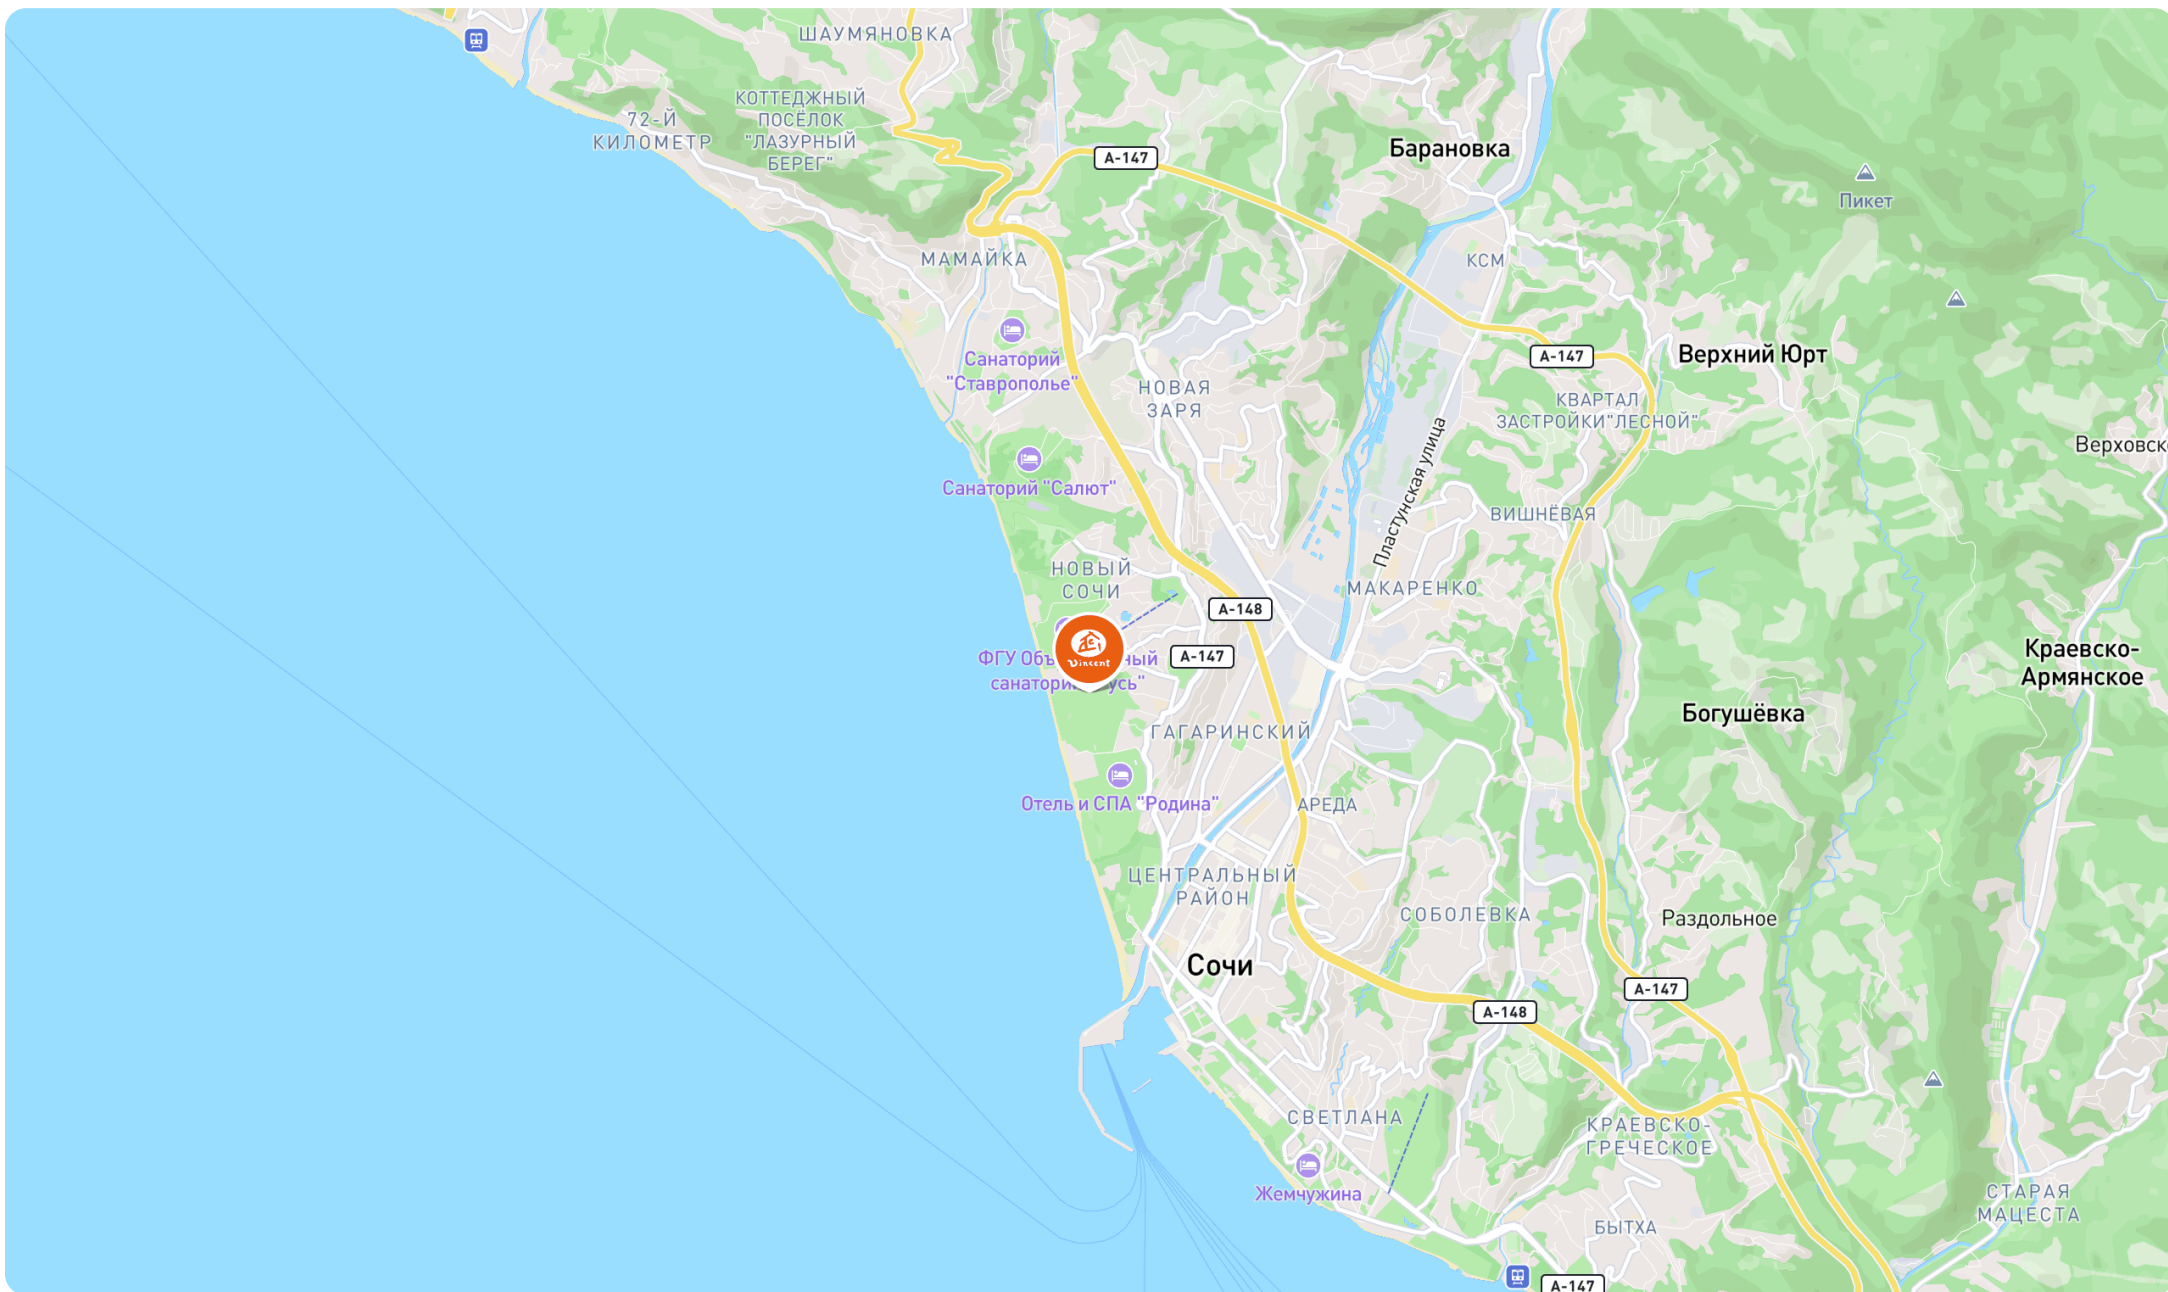 ШАУМЯНОВКА
КОТТЕДЖНЫЙ
ПОСЁЛОК
"ЛАЗУРНЫЙ
БЕРЕГ"
72-Й
КИЛОМЕТР
А-147
Барановка
Пикет
МАМАЙКА
КСМ
Санаторий
"Ставрополье"
НОВАЯ
ЗАРЯ
А-147
Верхний Юрт
КВАРТАЛ
ЗАСТРОЙКИ"ЛЕСНОЙ"
Верховск
Пластунская улица
Санаторий "Салют"
ВИШНЁВАЯ
НОВЫЙ
СОЧИ
МАКАРЕНКО
А-148
Vincent
А-147
ФГУ Объ ный
санатори усь"
Краевско-
Армянское
Богушёвка
ГАГАРИНСКИЙ
Отель и СПА "Родина"
АРЕДА
ЦЕНТРАЛЬНЫЙ
РАЙОН
СОБОЛЕВКА
Раздольное
Сочи
А-147
А-148
СВЕТЛАНА
КРАЕВСКО-
ГРЕЧЕСКОЕ
Жемчужина
СТАРАЯ
МАЦЕСТА
БЫТХА
А-147